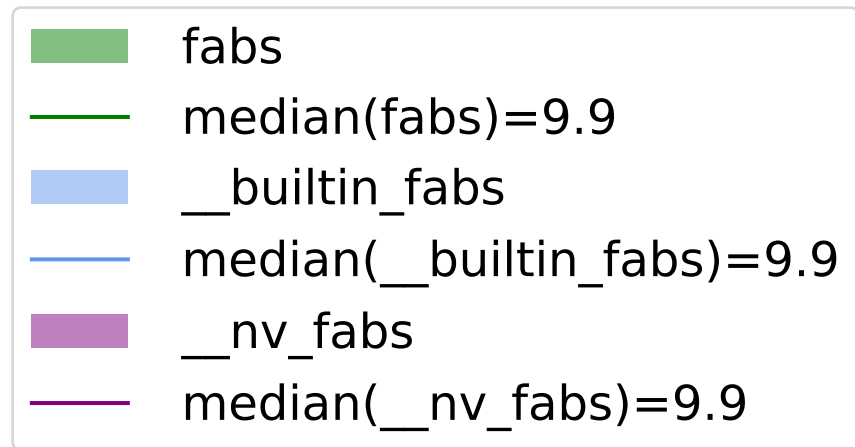 fabs
median(fabs)=9.9
__builtin_fabs
median(__builtin_fabs)=9.9
__nv_fabs
median(__nv_fabs)=9.9